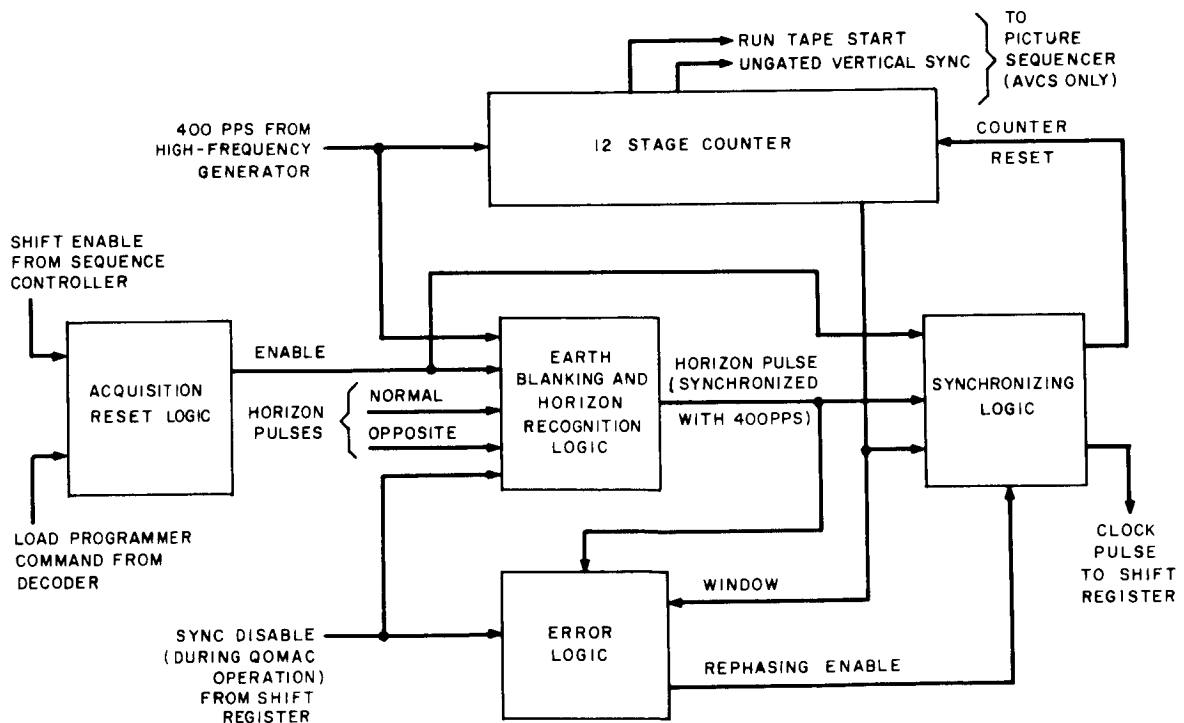 RUN TAPE START
UNGATED VERTICAL SYNC
TO
PICTURE
SEQUENCER
(AVCS ONLY)
400 PPS FROM
HIGH-FREQUENCY
GENERATOR
12 STAGE COUNTER
COUNTER
RESET
SHIFT ENABLE
FROM SEQUENCE
CONTROLLER
ACQUISITION
RESET LOGIC
ENABLE
HORIZON
PULSES
NORMAL
OPPOSITE
EARTH
BLANKING AND
HORIZON
RECOGNITION
LOGIC
HORIZON PULSE
(SYNCHRONIZED
WITH 400PPS)
SYNCHRONIZING
LOGIC
LOAD PROGRAMMER
COMMAND FROM
DECODER
CLOCK
PULSE
TO SHIFT
REGISTER
WINDOW
ERROR
LOGIC
SYNC DISABLE
(DURING QOMAC
OPERATION)
FROM SHIFT
REGISTER
REPHASING ENABLE